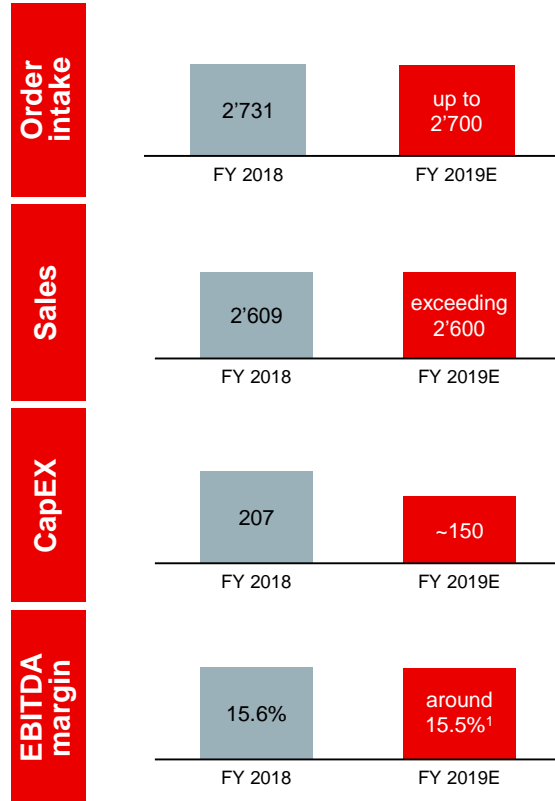 Order
intake
2’731
up to
2’700
FY 2018
FY 2019E
Sales
2’609
exceeding
2’600
FY 2018
FY 2019E
CapEX
207
~150
FY 2018
FY 2019E
EBITDA
margin
15.6%
around
15.5%¹
FY 2018
FY 2019E